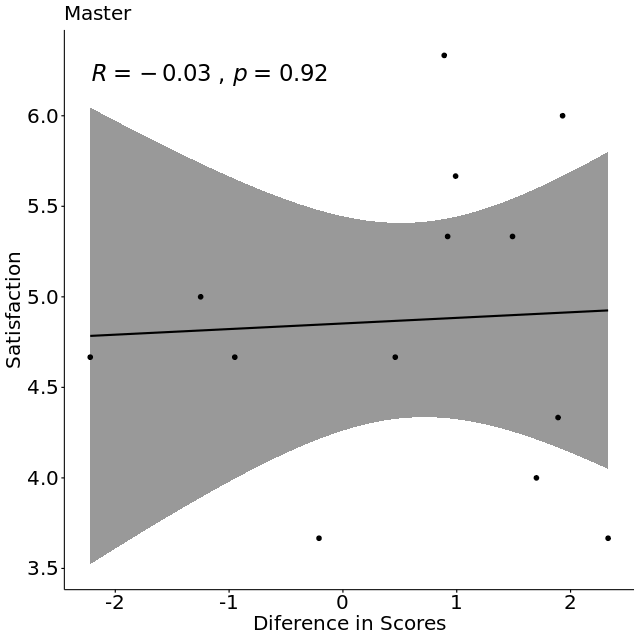 Master
R = −0.03 , p = 0.92
6.0
5.5
5.0
4.5
4.0
3.5
Satisfaction
-2 -1 0 1 2
Diference in Scores